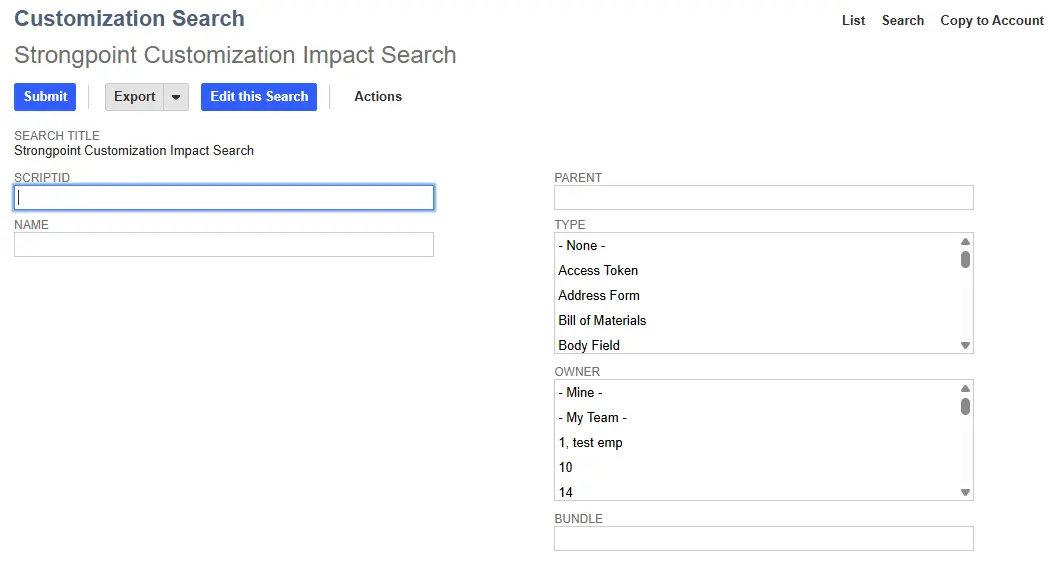 Customization Search
List Search Copy to Account
Strongpoint Customization Impact Search
Submit Export Edit this Search Actions
SEARCH TITLE
Strongpoint Customization Impact Search
SCRIPTID
NAME
PARENT
TYPE
- None -
Access Token
Address Form
Bill of Materials
Body Field
OWNER
- Mine -
- My Team -
1, test emp
10
14
BUNDLE